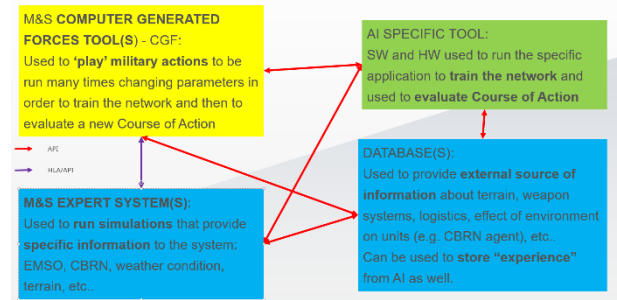 M&S COMPUTER GENERATED
FORCES TOOL(S) - CGF:
Used to ‘play’ military actions to be
run many times changing parameters in
order to train the network and then to
evaluate a new Course of Action
AI SPECIFIC TOOL:
SW and HW used to run the specific
application to train the network and
used to evaluate Course of Action
API
HLA/API
M&S EXPERT SYSTEM(S):
Used to run simulations that provide
specific information to the system:
EMSO, CBRN, weather condition,
terrain, etc..
DATABASE(S):
Used to provide external source of
information about terrain, weapon
systems, logistics, effect of environment
on units (e.g. CBRN agent), etc..
Can be used to store “experience”
from AI as well.